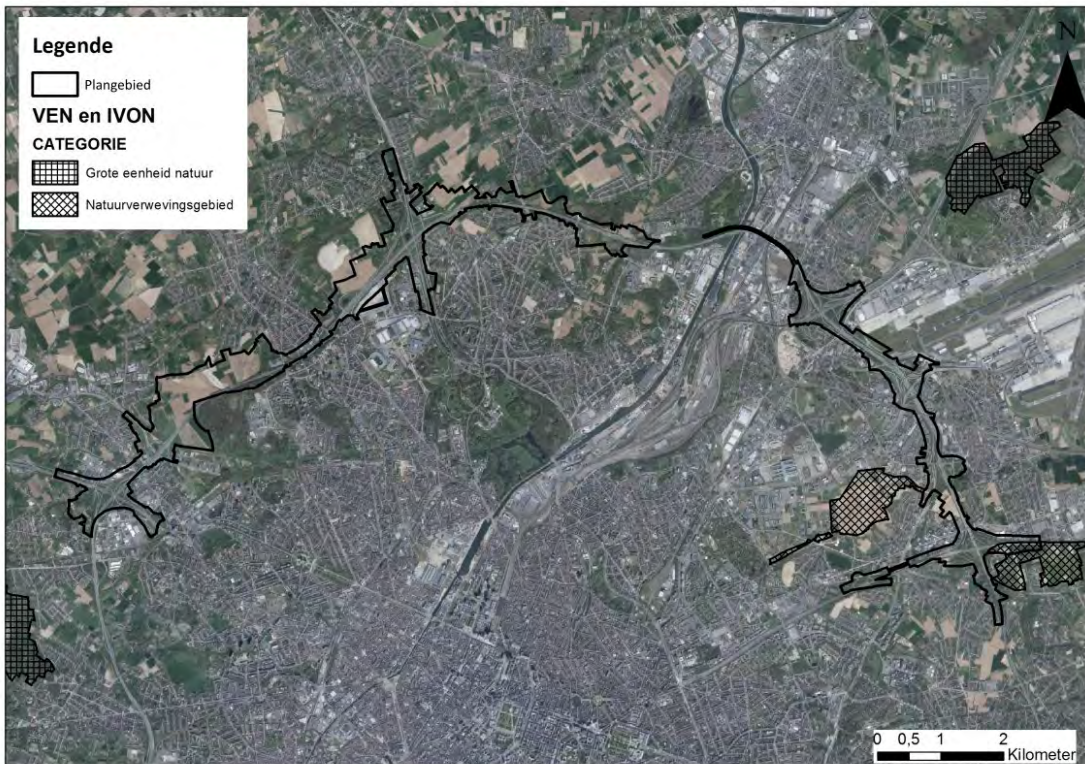 Legende
Plangebied
VEN en IVON
CATEGORIE
Grote eenheid natuur
Natuurverwevingsgebied
N
0 0,5 1 2
Kilometer